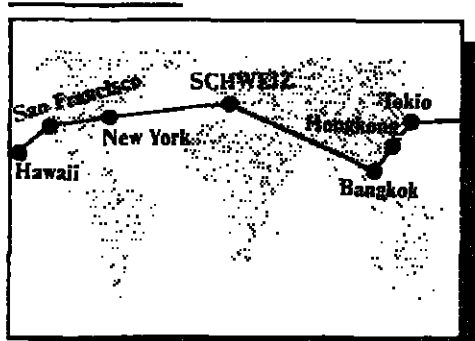 San Francisco
SCHWEIZ
Tokio
New York
Hongkong
Hawaii
Bangkok